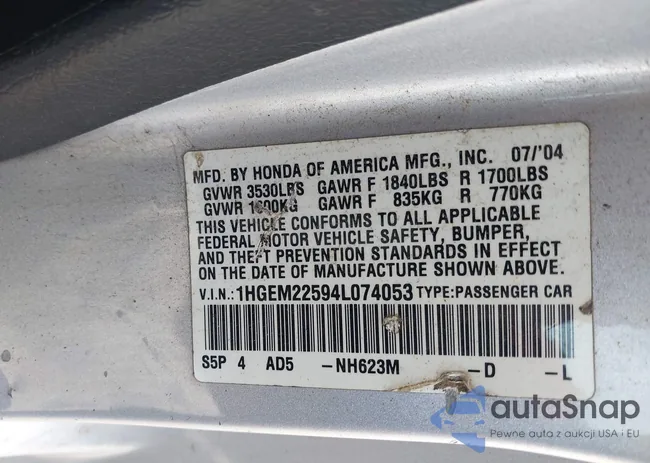 MFD. BY HONDA OF AMERICA MFG., INC. 07/'04
GVWR 3530LBS GAWR F 1840LBS R 1700LBS
GVWR 1600KG GAWR F 835KG R 770KG
THIS VEHICLE CONFORMS TO ALL APPLICABLE
FEDERAL MOTOR VEHICLE SAFETY, BUMPER,
AND THEFT PREVENTION STANDARDS IN EFFECT
ON THE DATE OF MANUFACTURE SHOWN ABOVE.
V.I.N.: 1HGEM22594L074053 TYPE:PASSENGER CAR
S5P 4 AD5 -NH623M -D -L
autaSnap
Pewne auta z aukcji USA i EU